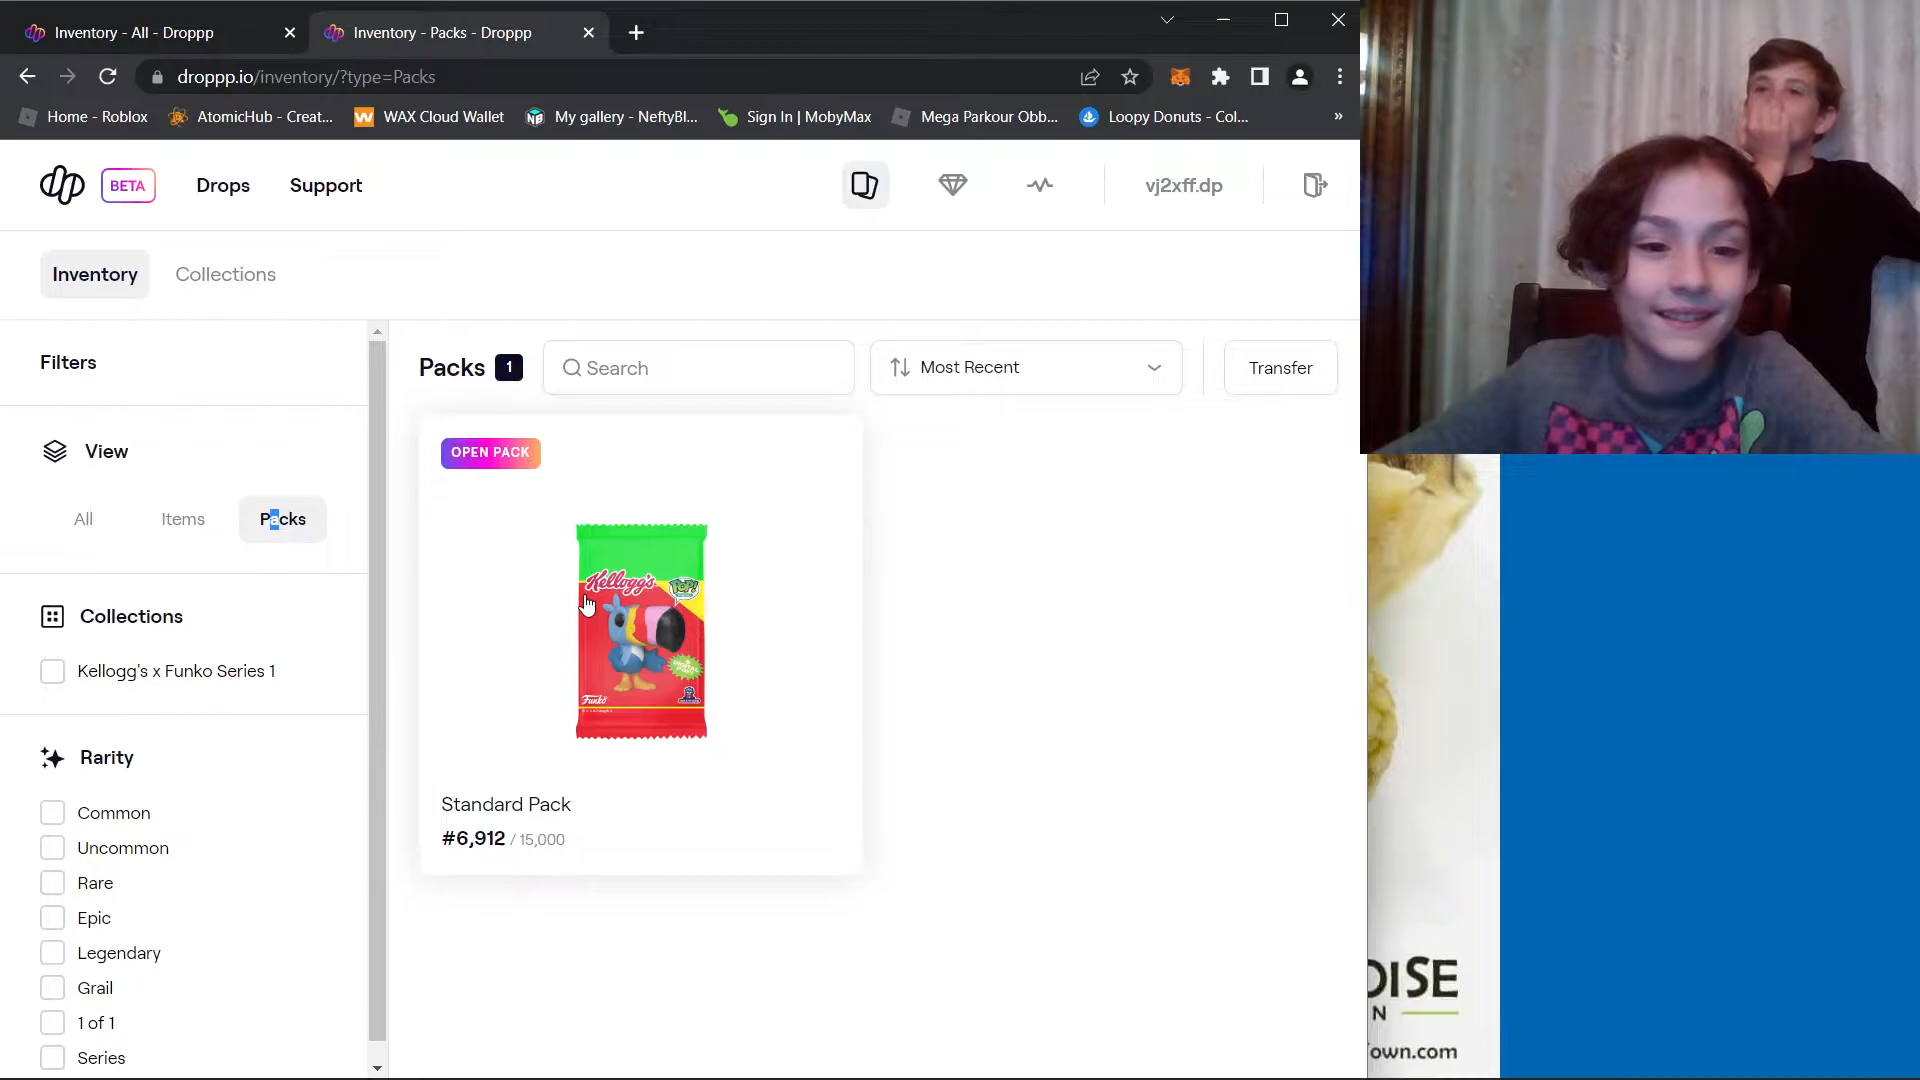 Inventory - All - Droppp
Inventory - Packs - Droppp
droppp.io/inventory/?type=Packs
Home - Roblox
AtomicHub - Creat...
WAX Cloud Wallet
My gallery - NeftyBl...
Sign In | MobyMax
Mega Parkour Obb...
Loopy Donuts - Col...
»
BETA
Drops
Support
vj2xff.dp
Inventory
Collections
Filters
View
All
Items
Packs
Collections
Kellogg's x Funko Series 1
Rarity
Common
Uncommon
Rare
Epic
Legendary
Grail
1 of 1
Series
Packs 1
Search
Most Recent
Transfer
OPEN PACK
Kellogg's
POP!
Funko
Standard Pack
#6,912 / 15,000
DISE
N
own.com